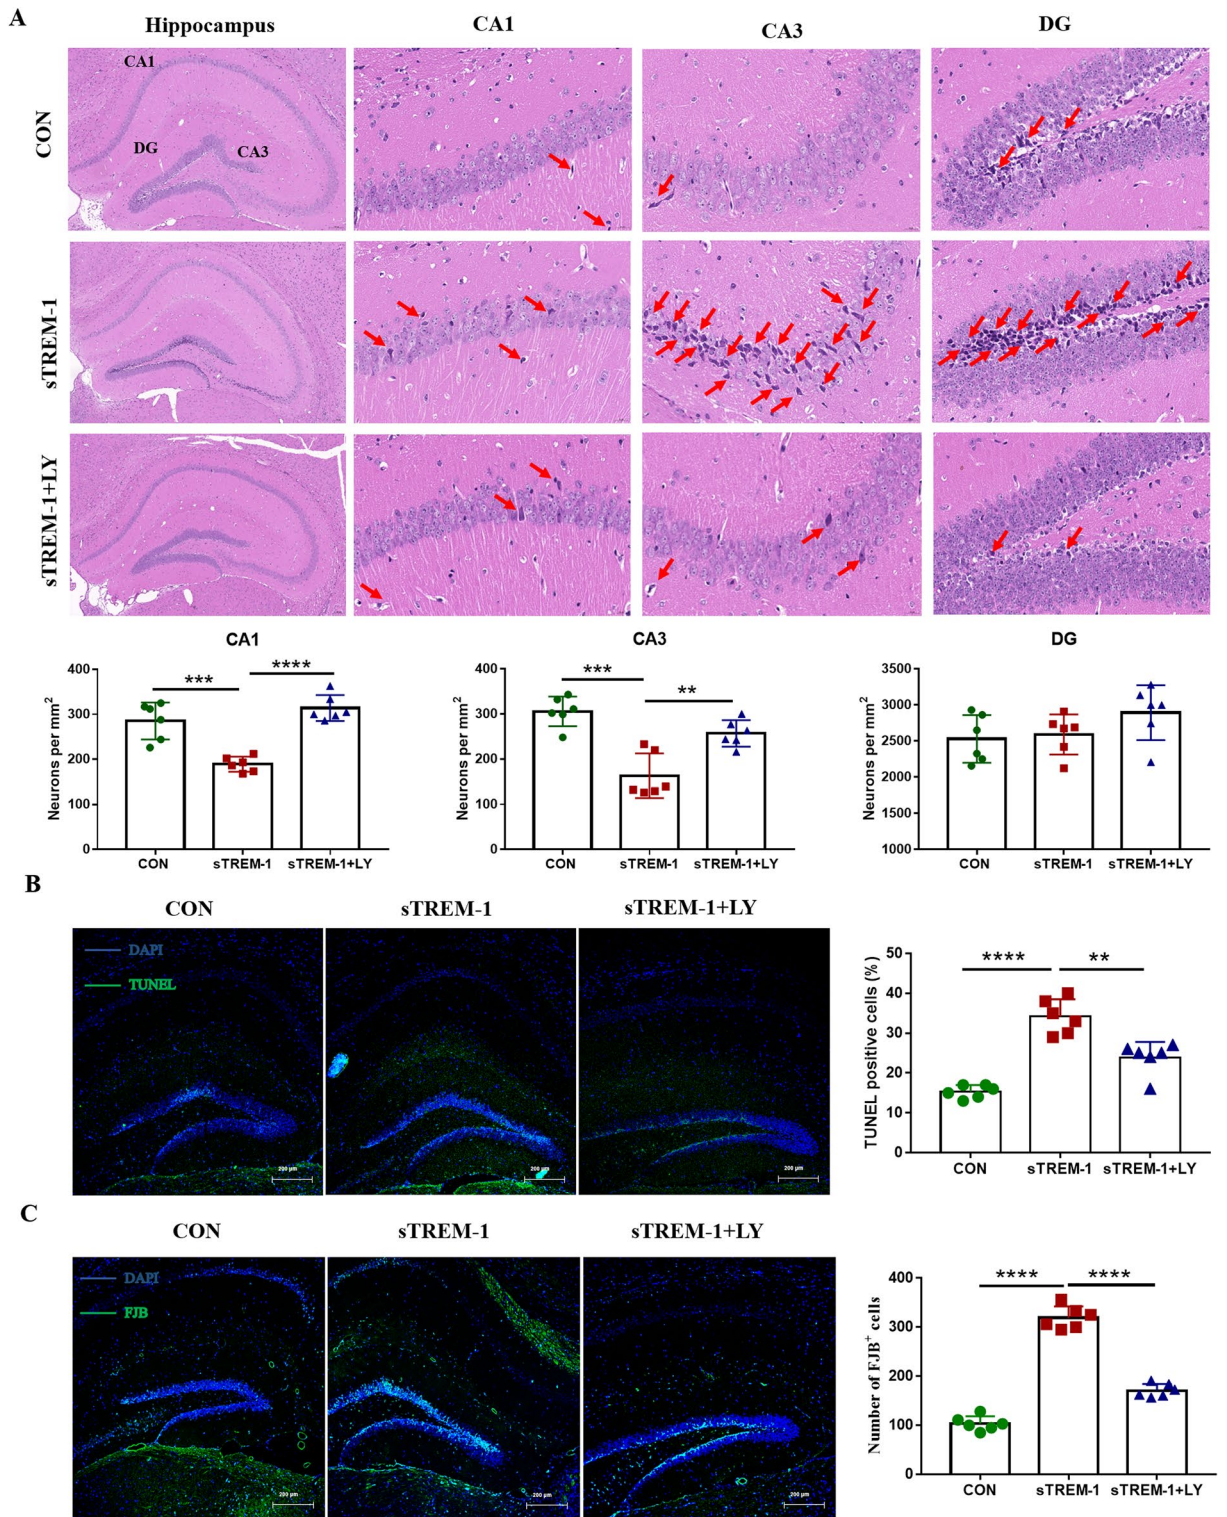 A
Hippocampus CA1 CA3 DG
CON
CA1
DG
CA3
sTREM-1
sTREM-1+LY
CA1
Neurons per mm²
400
300
200
100
0
*** ****
CON sTREM-1 sTREM-1+LY
CA3
Neurons per mm²
400
300
200
100
0
*** **
CON sTREM-1 sTREM-1+LY
DG
Neurons per mm²
3500
3000
2500
2000
1500
1000
CON sTREM-1 sTREM-1+LY
B
CON sTREM-1 sTREM-1+LY
DAPI
TUNEL
200 μm 200 μm 200 μm
TUNEL positive cells (%)
50
40
30
20
10
0
**** **
CON sTREM-1 sTREM-1+LY
C
CON sTREM-1 sTREM-1+LY
DAPI
FJB
200 μm 200 μm 200 μm
Number of FJB⁺ cells
400
300
200
100
0
**** ****
CON sTREM-1 sTREM-1+LY